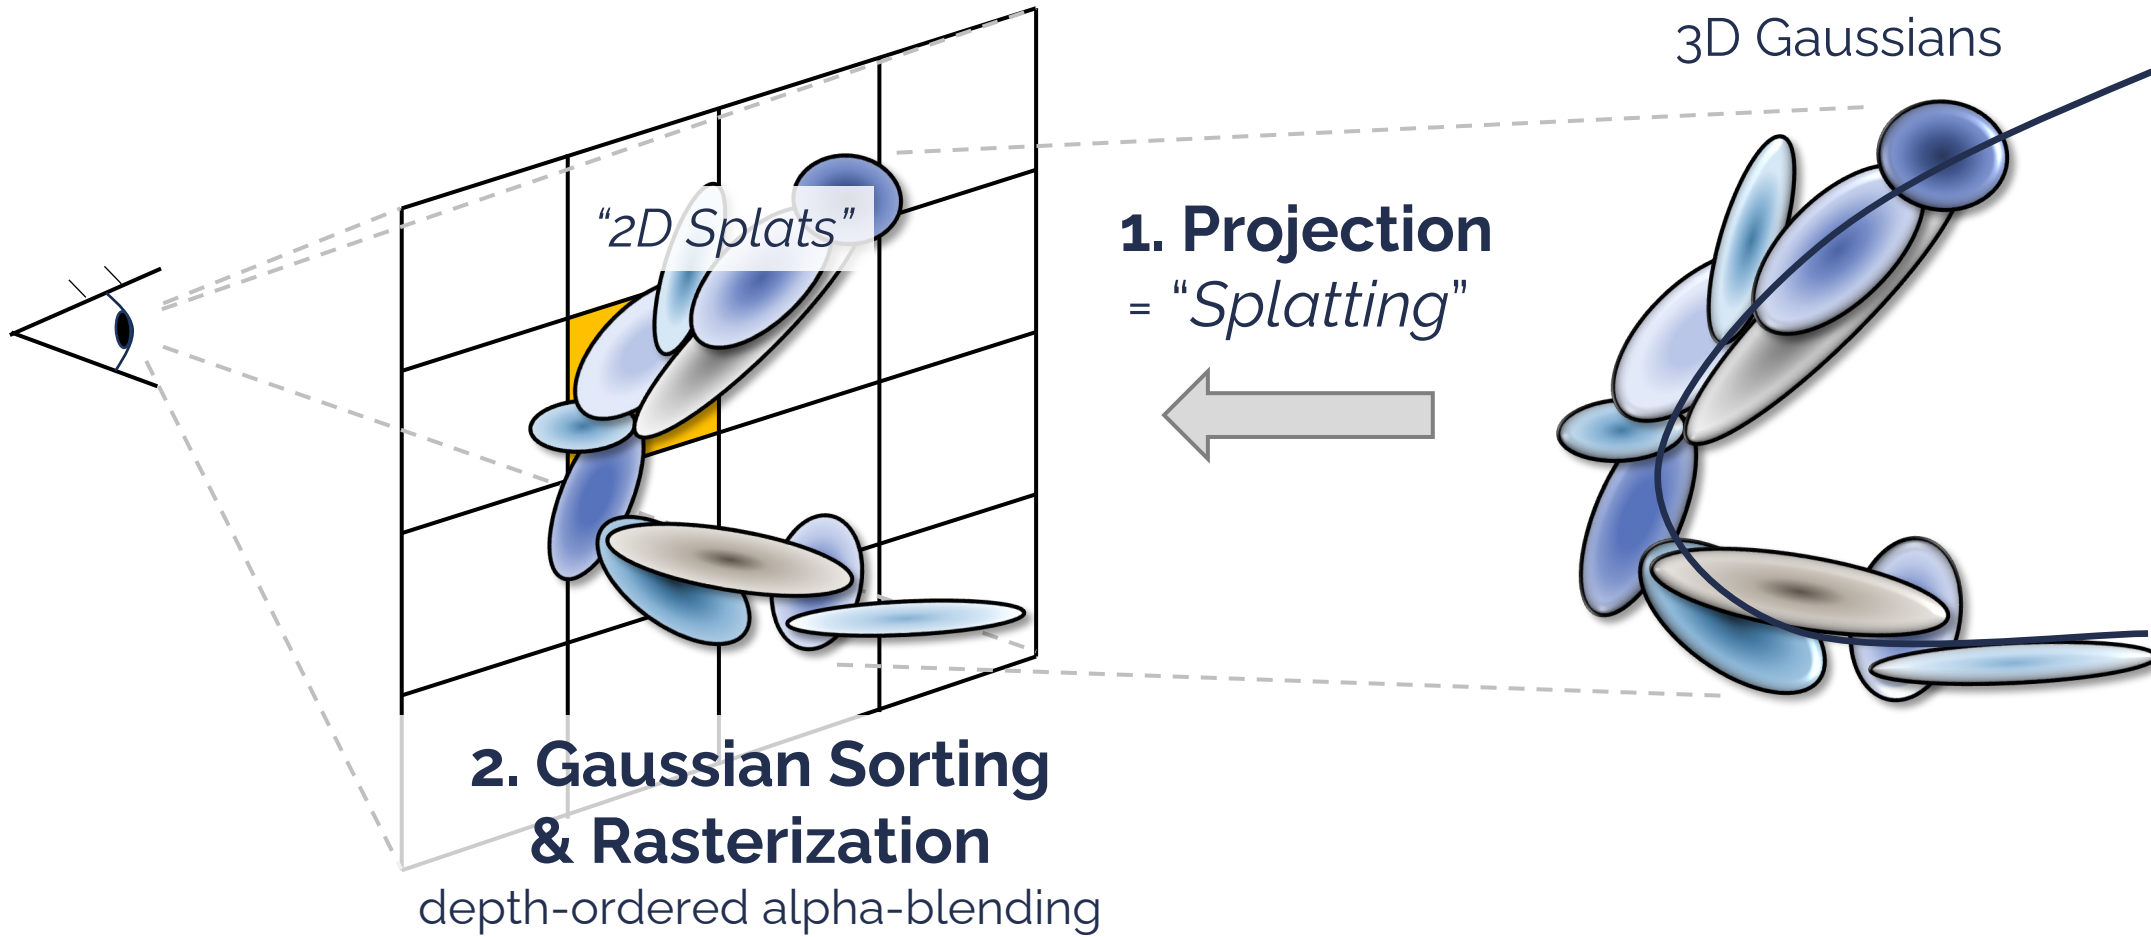 3D Gaussians
“2D Splats”
1. Projection
= “Splatting”
2. Gaussian Sorting
& Rasterization
depth-ordered alpha-blending